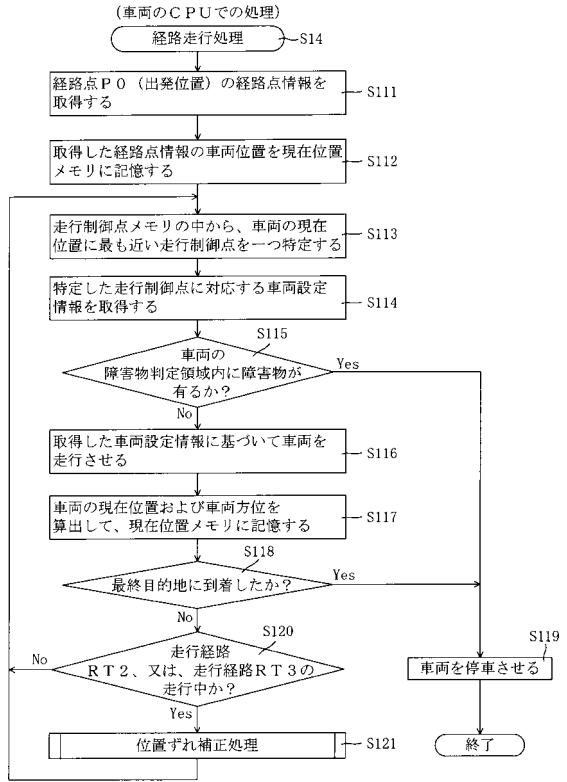 (車両のＣＰＵでの処理)
経路走行処理
S14
経路点Ｐ０（出発位置）の経路点情報を
取得する
S111
取得した経路点情報の車両位置を現在位置
メモリに記憶する
S112
走行制御点メモリの中から、車両の現在
位置に最も近い走行制御点を一つ特定する
S113
特定した走行制御点に対応する車両設定
情報を取得する
S114
S115
車両の
障害物判定領域内に障害物が
有るか？
Yes
No
取得した車両設定情報に基づいて車両を
走行させる
S116
車両の現在位置および車両方位を
算出して、現在位置メモリに記憶する
S117
S118
最終目的地に到着したか？
Yes
No
S120
走行経路
ＲＴ２、又は、走行経路ＲＴ３の
走行中か？
No
Yes
S119
車両を停車させる
位置ずれ補正処理
S121
終了